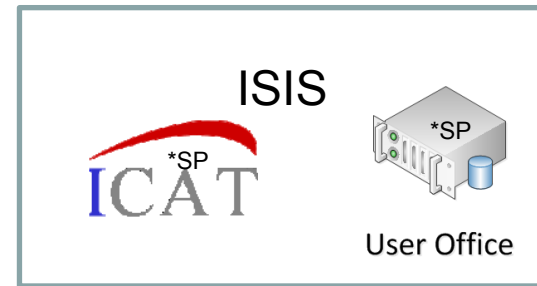 ISIS
*SP
ICAT
*SP
User Office